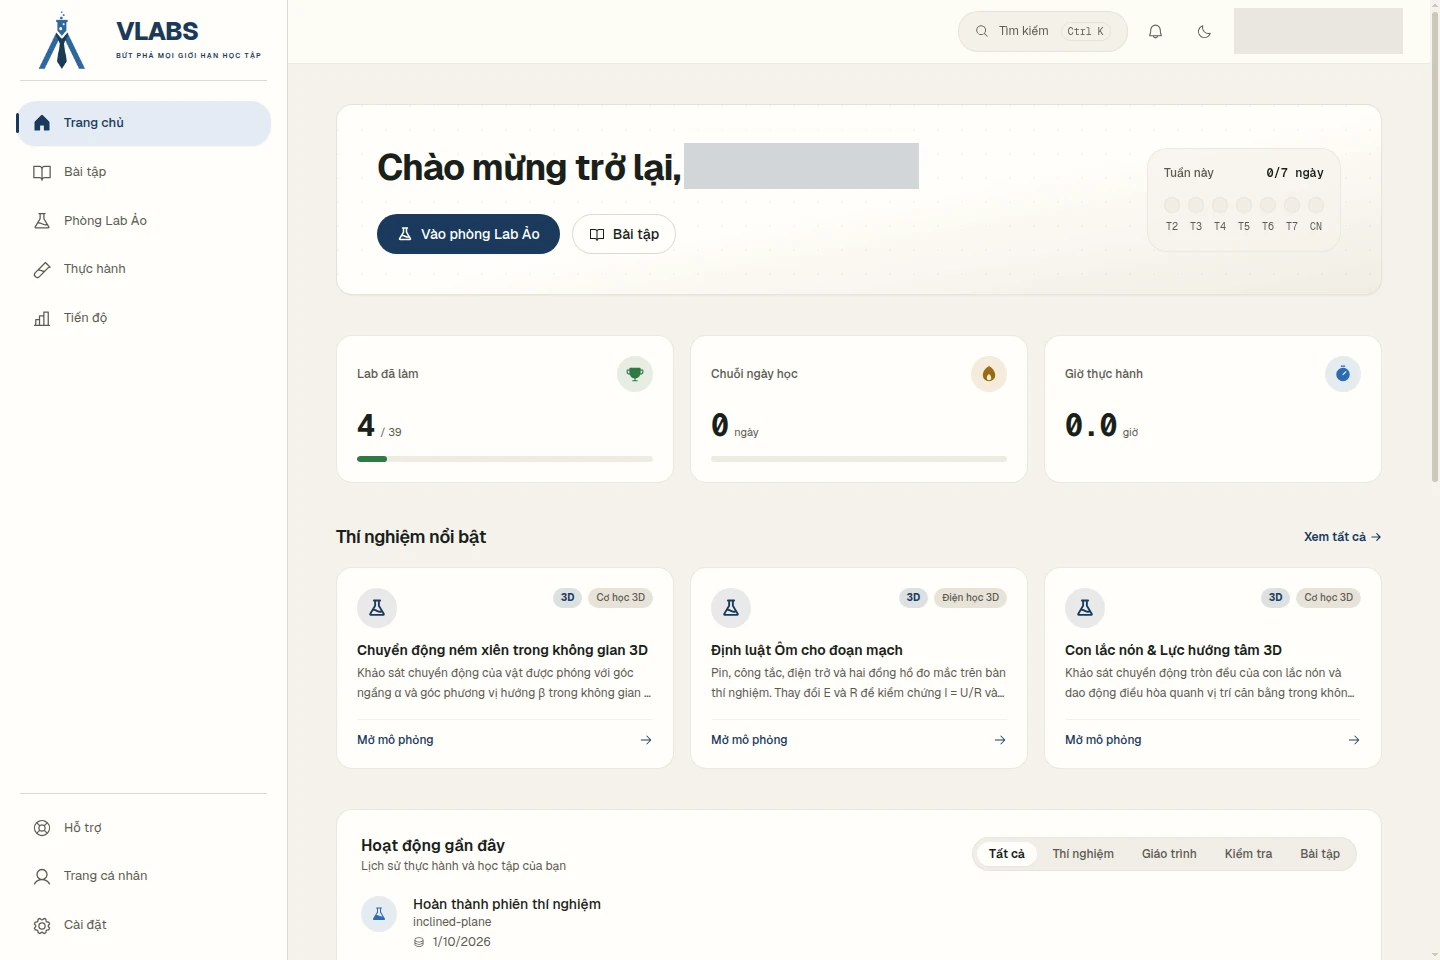 VLABS
BỨT PHÁ MỌI GIỚI HẠN HỌC TẬP
Trang chủ
Bài tập
Phòng Lab Ảo
Thực hành
Tiến độ
Hỗ trợ
Trang cá nhân
Cài đặt
Tìm kiếm Ctrl K
Chào mừng trở lại,
Vào phòng Lab Ảo
Bài tập
Tuần này 0/7 ngày
T2 T3 T4 T5 T6 T7 CN
Lab đã làm
4 / 39
Chuỗi ngày học
0 ngày
Giờ thực hành
0.0 giờ
Thí nghiệm nổi bật
Xem tất cả →
3D Cơ học 3D
Chuyển động ném xiên trong không gian 3D
Khảo sát chuyển động của vật được phóng với góc
ngẩng α và góc phương vị hướng β trong không gian ...
Mở mô phỏng
3D Điện học 3D
Định luật Ôm cho đoạn mạch
Pin, công tắc, điện trở và hai đồng hồ đo mắc trên bàn
thí nghiệm. Thay đổi E và R để kiểm chứng I = U/R và...
Mở mô phỏng
3D Cơ học 3D
Con lắc nón & Lực hướng tâm 3D
Khảo sát chuyển động tròn đều của con lắc nón và
dao động điều hòa quanh vị trí cân bằng trong khôn...
Mở mô phỏng
Hoạt động gần đây
Lịch sử thực hành và học tập của bạn
Tất cả Thí nghiệm Giáo trình Kiểm tra Bài tập
Hoàn thành phiên thí nghiệm
inclined-plane
1/10/2026